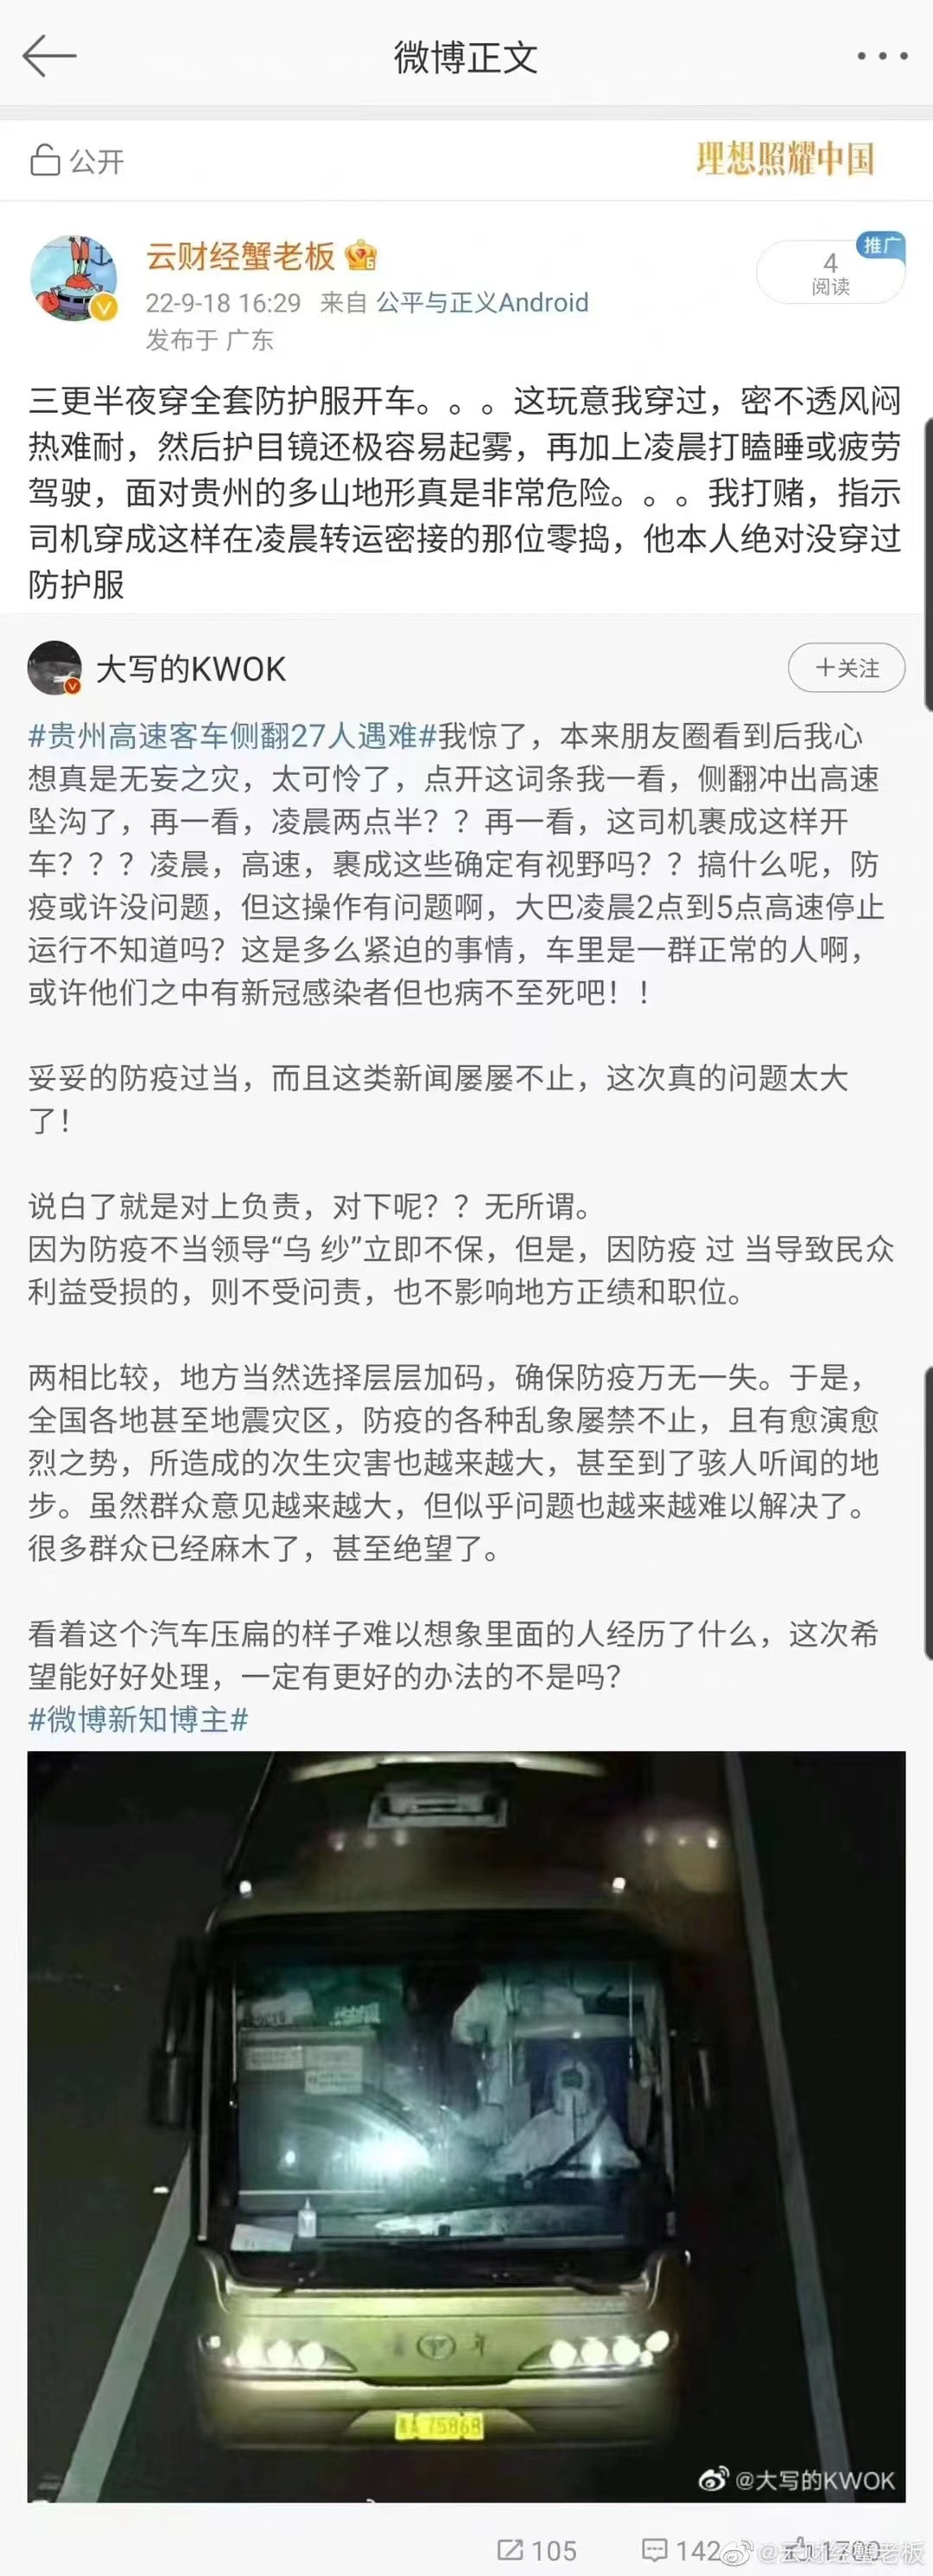 微博正文
公开
理想照耀中国
云财经蟹老板
推广
4
阅读
22-9-18 16:29 来自 公平与正义Android
发布于 广东
三更半夜穿全套防护服开车。。。这玩意我穿过，密不透风闷
热难耐，然后护目镜还极容易起雾，再加上凌晨打瞌睡或疲劳
驾驶，面对贵州的多山地形真是非常危险。。。我打赌，指示
司机穿成这样在凌晨转运密接的那位零捣，他本人绝对没穿过
防护服
大写的KWOK
十关注
#贵州高速客车侧翻27人遇难#我惊了，本来朋友圈看到后我心
想真是无妄之灾，太可怜了，点开这词条我一看，侧翻冲出高速
坠沟了，再一看，凌晨两点半？？再一看，这司机裹成这样开
车？？？凌晨，高速，裹成这些确定有视野吗？？搞什么呢，防
疫或许没问题，但这操作有问题啊，大巴凌晨2点到5点高速停止
运行不知道吗？这是多么紧迫的事情，车里是一群正常的人啊，
或许他们之中有新冠感染者但也病不至死吧！！
妥妥的防疫过当，而且这类新闻屡屡不止，这次真的问题太大
了！
说白了就是对上负责，对下呢？？无所谓。
因为防疫不当领导“乌 纱”立即不保，但是，因防疫 过 当导致民众
利益受损的，则不受问责，也不影响地方正绩和职位。
两相比较，地方当然选择层层加码，确保防疫万无一失。于是，
全国各地甚至地震灾区，防疫的各种乱象屡禁不止，且有愈演愈
烈之势，所造成的次生灾害也越来越大，甚至到了骇人听闻的地
步。虽然群众意见越来越大，但似乎问题也越来越难以解决了。
很多群众已经麻木了，甚至绝望了。
看着这个汽车压扁的样子难以想象里面的人经历了什么，这次希
望能好好处理，一定有更好的办法的不是吗？
#微博新知博主#
A 75868
@大写的KWOK
105
142
@云财经蟹老板